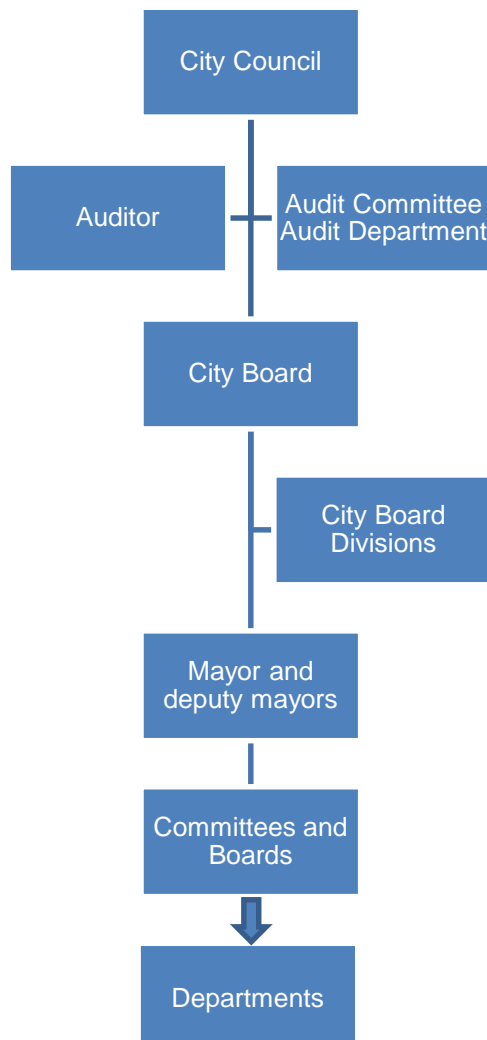 City Council
Auditor
Audit Committee
Audit Department
City Board
City Board
Divisions
Mayor and
deputy mayors
Committees and
Boards
Departments